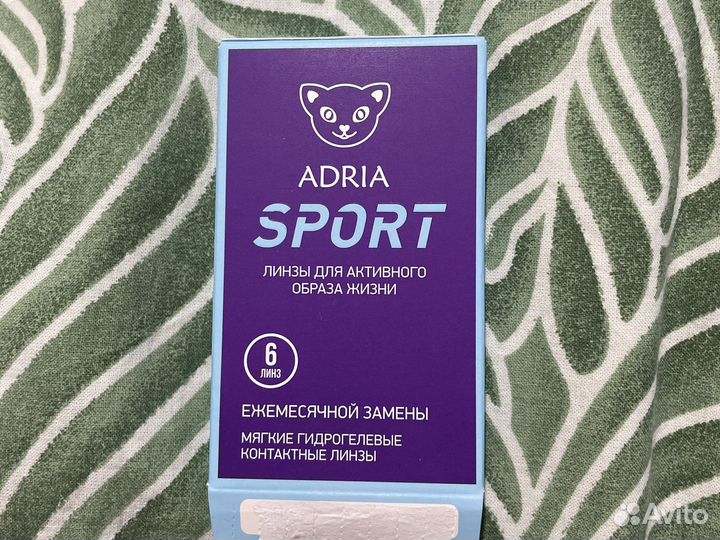 ADRIA
SPORT
ЛИНЗЫ ДЛЯ АКТИВНОГО
ОБРАЗА ЖИЗНИ
6
ЛИНЗ
ЕЖЕМЕСЯЧНОЙ ЗАМЕНЫ
МЯГКИЕ ГИДРОГЕЛЕВЫЕ
КОНТАКТНЫЕ ЛИНЗЫ
Avito